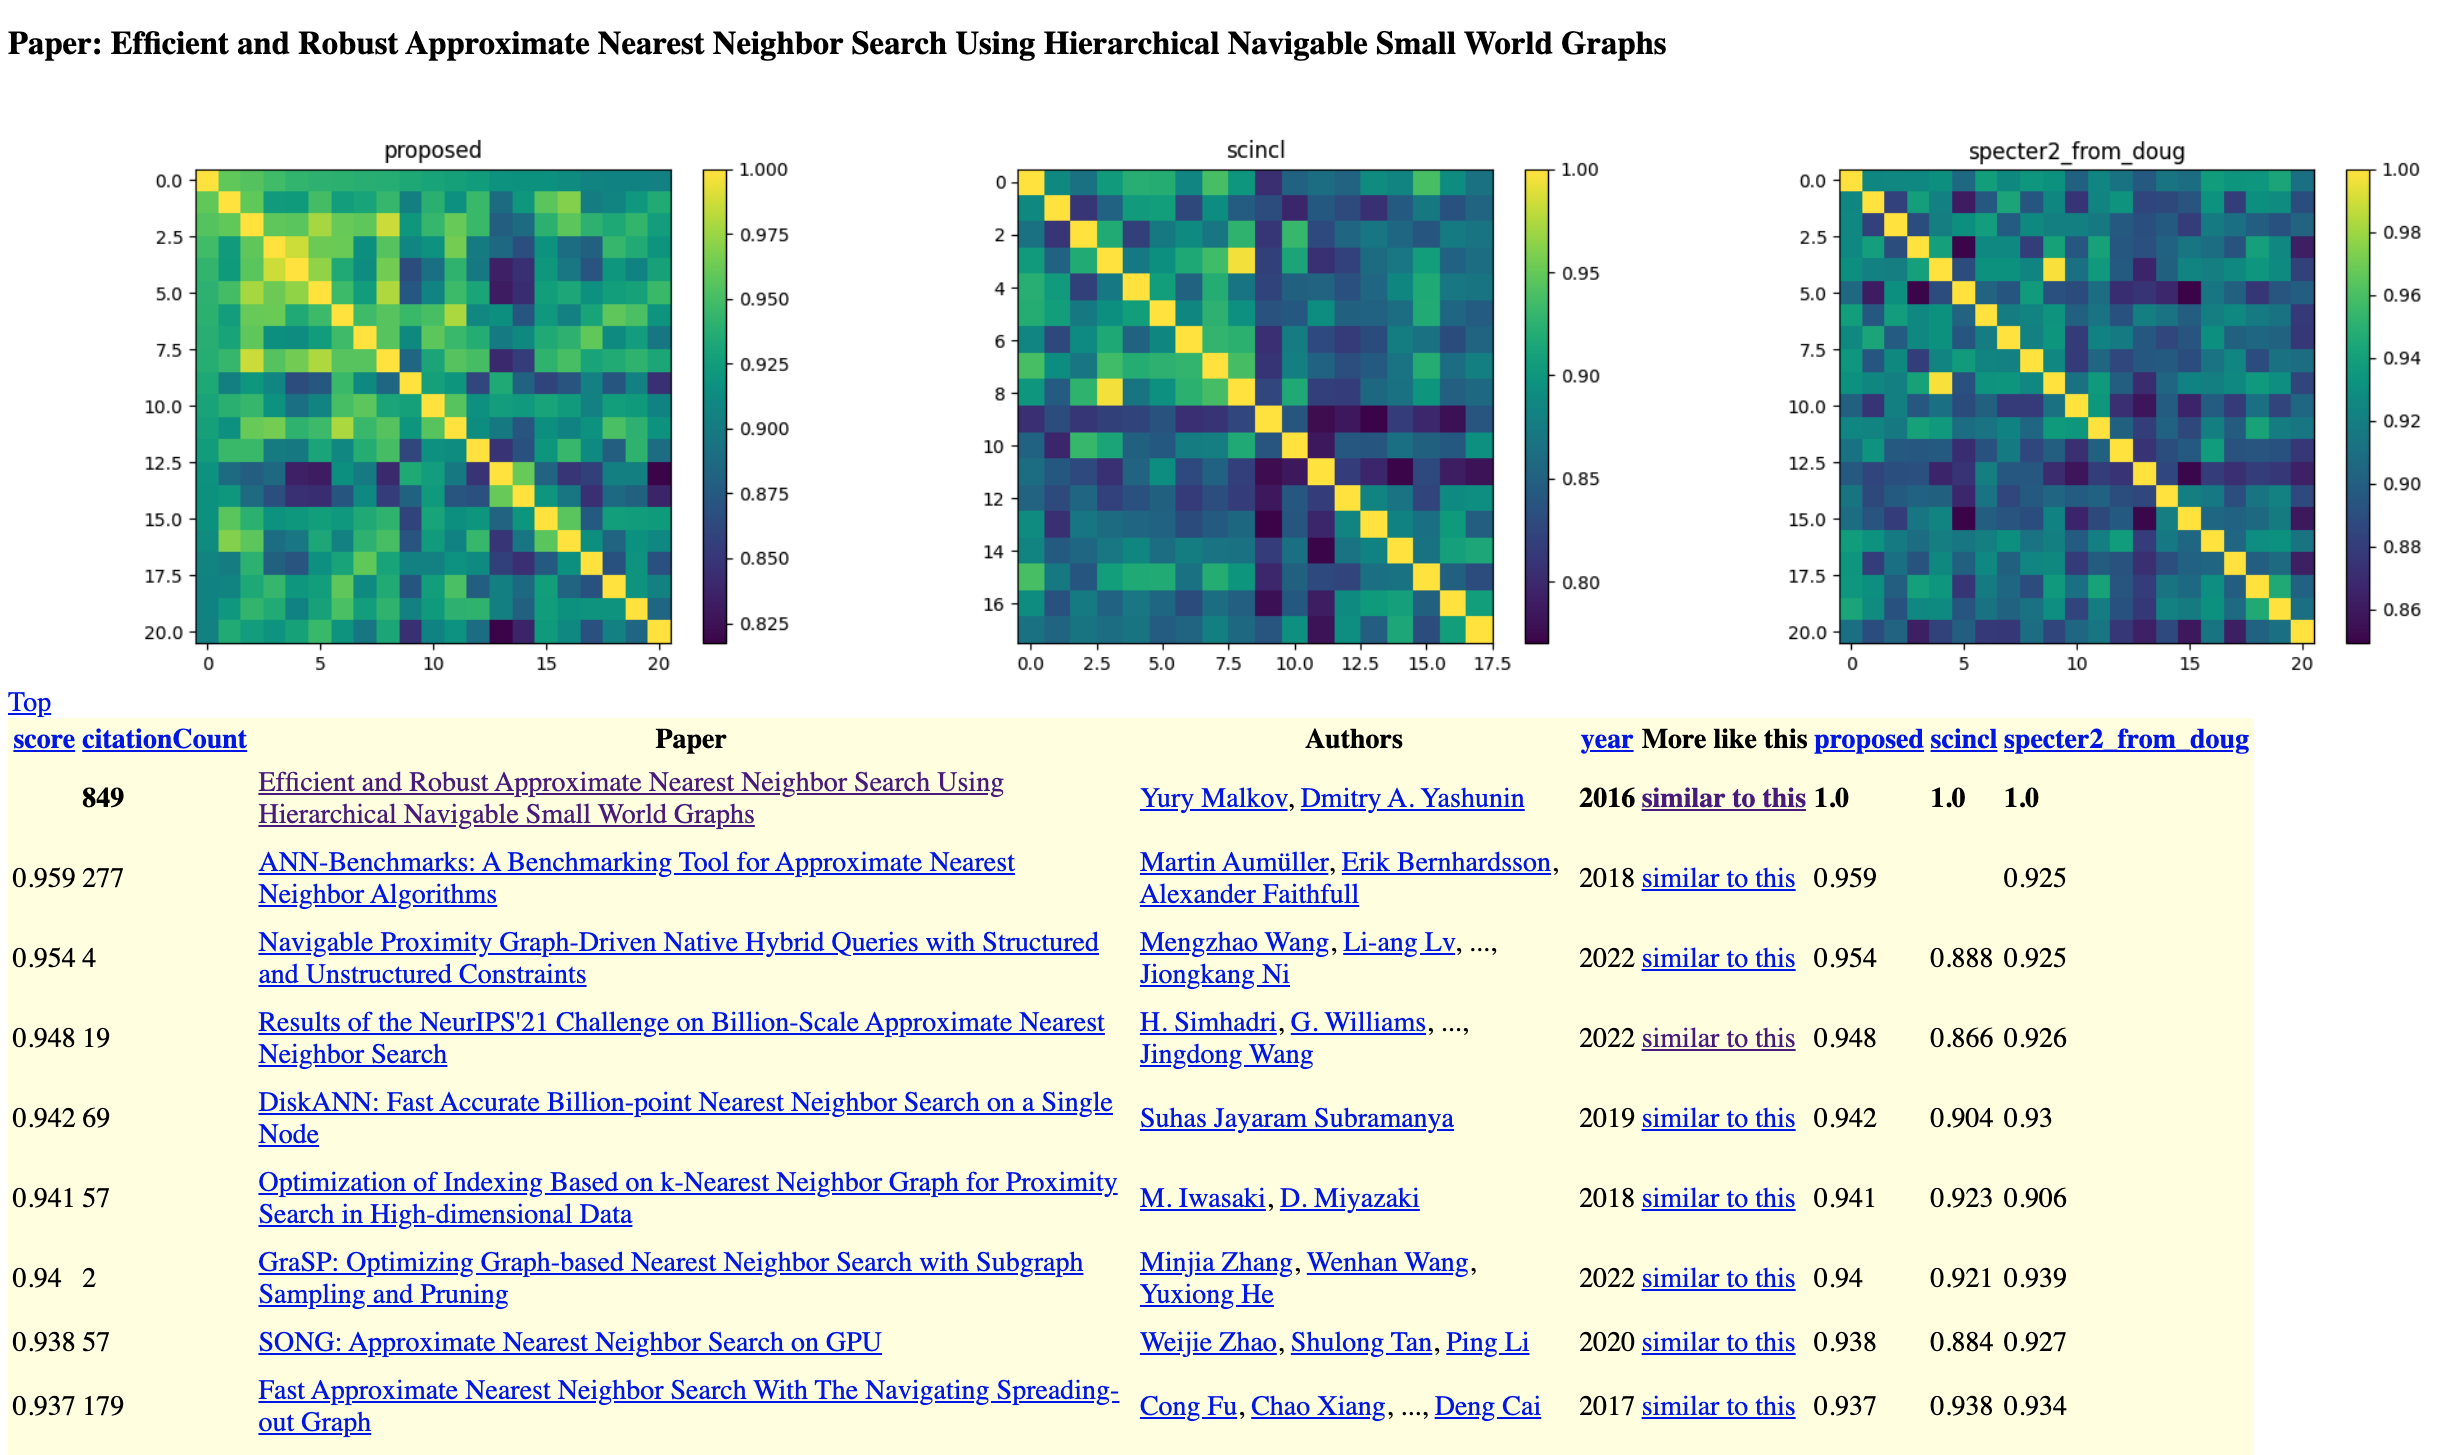 Paper: Efficient and Robust Approximate Nearest Neighbor Search Using Hierarchical Navigable Small World Graphs
proposed
0.0
2.5
5.0
7.5
10.0
12.5
15.0
17.5
20.0
0 5 10 15 20
1.000
0.975
0.950
0.925
0.900
0.875
0.850
0.825
scincl
0
2
4
6
8
10
12
14
16
0.0 2.5 5.0 7.5 10.0 12.5 15.0 17.5
1.00
0.95
0.90
0.85
0.80
specter2_from_doug
0.0
2.5
5.0
7.5
10.0
12.5
15.0
17.5
20.0
0 5 10 15 20
1.00
0.98
0.96
0.94
0.92
0.90
0.88
0.86
Top
score citationCount Paper Authors year More like this proposed scincl specter2_from_doug
849 Efficient and Robust Approximate Nearest Neighbor Search Using
Hierarchical Navigable Small World Graphs
Yury Malkov, Dmitry A. Yashunin 2016 similar to this 1.0 1.0 1.0
0.959 277 ANN-Benchmarks: A Benchmarking Tool for Approximate Nearest
Neighbor Algorithms
Martin Aumüller, Erik Bernhardsson,
Alexander Faithfull
2018 similar to this 0.959 0.925
0.954 4 Navigable Proximity Graph-Driven Native Hybrid Queries with Structured
and Unstructured Constraints
Mengzhao Wang, Li-ang Lv, ...,
Jiongkang Ni
2022 similar to this 0.954 0.888 0.925
0.948 19 Results of the NeurIPS'21 Challenge on Billion-Scale Approximate Nearest
Neighbor Search
H. Simhadri, G. Williams, ...,
Jingdong Wang
2022 similar to this 0.948 0.866 0.926
0.942 69 DiskANN: Fast Accurate Billion-point Nearest Neighbor Search on a Single
Node
Suhas Jayaram Subramanya 2019 similar to this 0.942 0.904 0.93
0.941 57 Optimization of Indexing Based on k-Nearest Neighbor Graph for Proximity
Search in High-dimensional Data
M. Iwasaki, D. Miyazaki 2018 similar to this 0.941 0.923 0.906
0.94 2 GraSP: Optimizing Graph-based Nearest Neighbor Search with Subgraph
Sampling and Pruning
Minjia Zhang, Wenhan Wang,
Yuxiong He
2022 similar to this 0.94 0.921 0.939
0.938 57 SONG: Approximate Nearest Neighbor Search on GPU Weijie Zhao, Shulong Tan, Ping Li 2020 similar to this 0.938 0.884 0.927
0.937 179 Fast Approximate Nearest Neighbor Search With The Navigating Spreading-
out Graph
Cong Fu, Chao Xiang, ..., Deng Cai 2017 similar to this 0.937 0.938 0.934